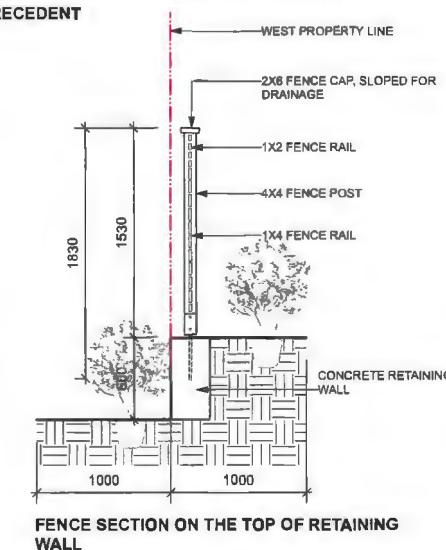 RECEDENT
WEST PROPERTY LINE
2X6 FENCE CAP, SLOPED FOR
DRAINAGE
1X2 FENCE RAIL
4X4 FENCE POST
1X4 FENCE RAIL
1830
1530
600
CONCRETE RETAINING
WALL
1000
1000
FENCE SECTION ON THE TOP OF RETAINING
WALL